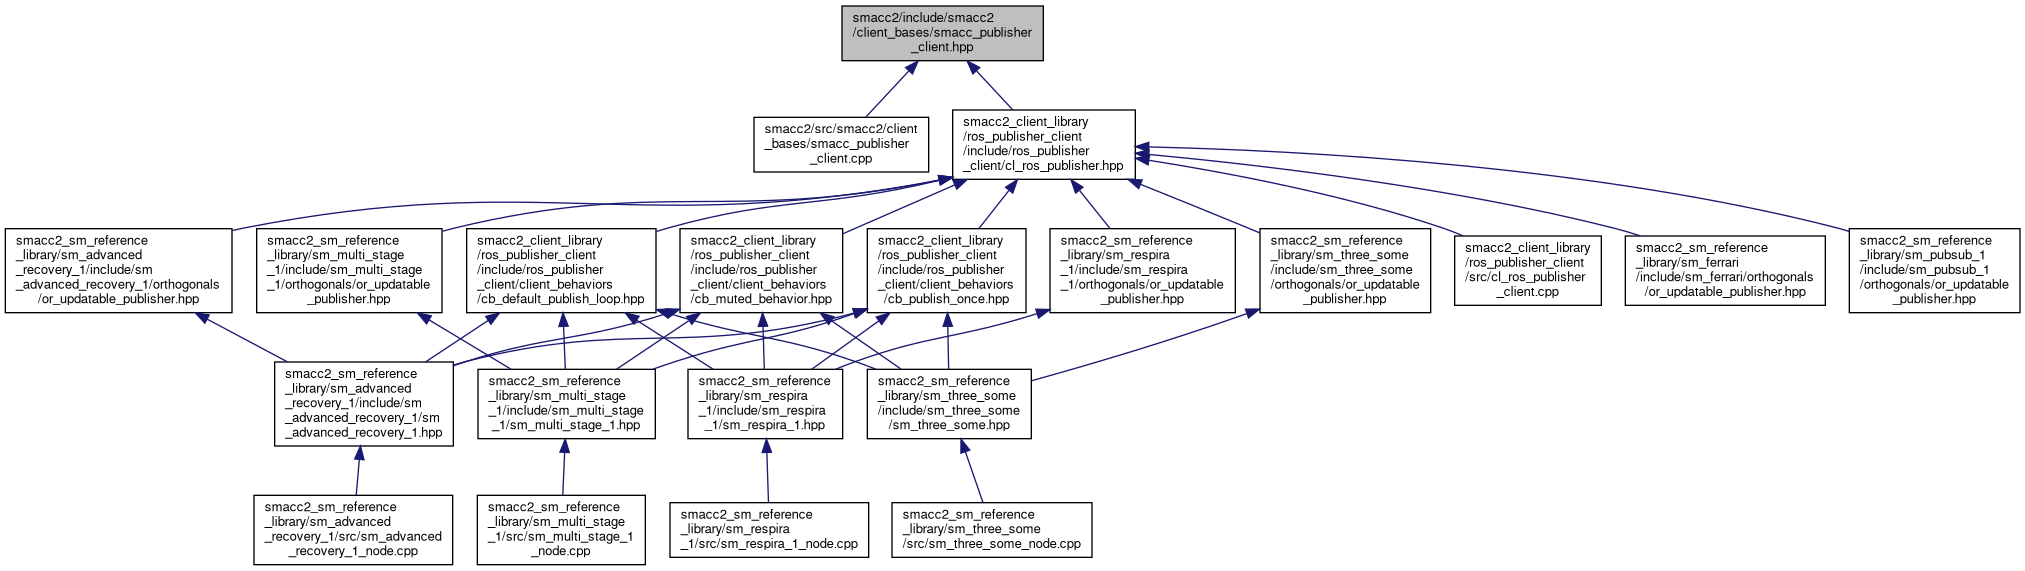 smacc2/include/smacc2
/client_bases/smacc_publisher
_client.hpp
smacc2/src/smacc2/client
_bases/smacc_publisher
_client.cpp
smacc2_client_library
/ros_publisher_client
/include/ros_publisher
_client/cl_ros_publisher.hpp
smacc2_sm_reference
_library/sm_advanced
_recovery_1/include/sm
_advanced_recovery_1/orthogonals
/or_updatable_publisher.hpp
smacc2_sm_reference
_library/sm_multi_stage
_1/include/sm_multi_stage
_1/orthogonals/or_updatable
_publisher.hpp
smacc2_client_library
/ros_publisher_client
/include/ros_publisher
_client/client_behaviors
/cb_default_publish_loop.hpp
smacc2_client_library
/ros_publisher_client
/include/ros_publisher
_client/client_behaviors
/cb_muted_behavior.hpp
smacc2_client_library
/ros_publisher_client
/include/ros_publisher
_client/client_behaviors
/cb_publish_once.hpp
smacc2_sm_reference
_library/sm_respira
_1/include/sm_respira
_1/orthogonals/or_updatable
_publisher.hpp
smacc2_sm_reference
_library/sm_three_some
/include/sm_three_some
/orthogonals/or_updatable
_publisher.hpp
smacc2_client_library
/ros_publisher_client
/src/cl_ros_publisher
_client.cpp
smacc2_sm_reference
_library/sm_ferrari
/include/sm_ferrari/orthogonals
/or_updatable_publisher.hpp
smacc2_sm_reference
_library/sm_pubsub_1
/include/sm_pubsub_1
/orthogonals/or_updatable
_publisher.hpp
smacc2_sm_reference
_library/sm_advanced
_recovery_1/include/sm
_advanced_recovery_1/sm
_advanced_recovery_1.hpp
smacc2_sm_reference
_library/sm_multi_stage
_1/include/sm_multi_stage
_1/sm_multi_stage_1.hpp
smacc2_sm_reference
_library/sm_respira
_1/include/sm_respira
_1/sm_respira_1.hpp
smacc2_sm_reference
_library/sm_three_some
/include/sm_three_some
/sm_three_some.hpp
smacc2_sm_reference
_library/sm_advanced
_recovery_1/src/sm_advanced
_recovery_1_node.cpp
smacc2_sm_reference
_library/sm_multi_stage
_1/src/sm_multi_stage_1
_node.cpp
smacc2_sm_reference
_library/sm_respira
_1/src/sm_respira_1_node.cpp
smacc2_sm_reference
_library/sm_three_some
/src/sm_three_some_node.cpp